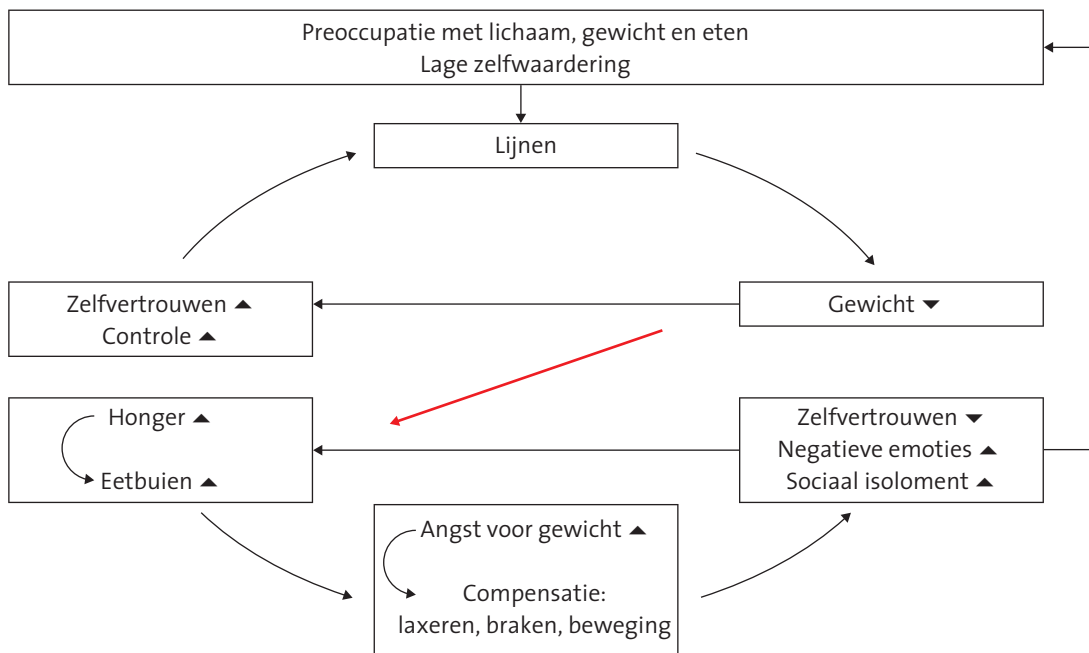 Preoccupatie met lichaam, gewicht en eten
Lage zelfwaardering
Lijnen
Zelfvertrouwen ▲
Controle ▲
Gewicht ▼
Honger ▲
Eetbuien ▲
Zelfvertrouwen ▼
Negatieve emoties ▲
Sociaal isoloment ▲
Angst voor gewicht ▲
Compensatie:
laxeren, braken, beweging